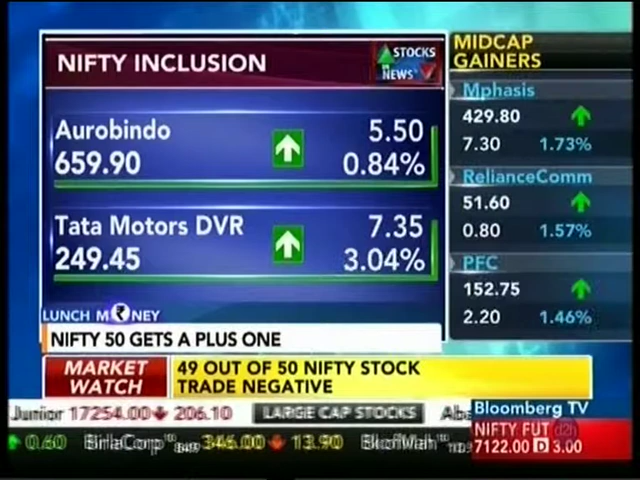 NIFTY INCLUSION
STOCKS
IN
NEWS
Aurobindo
5.50
659.90
0.84%
Tata Motors DVR
7.35
249.45
3.04%
MIDCAP
GAINERS
Mphasis
429.80
7.30 1.73%
RelianceComm
51.60
0.80 1.57%
PFC
152.75
2.20 1.46%
LUNCH M₹NEY
NIFTY 50 GETS A PLUS ONE
MARKET
WATCH
49 OUT OF 50 NIFTY STOCK
TRADE NEGATIVE
Junior 17254.00 206.10 LARGE CAP STOCKS
Bloomberg TV
NIFTY FUT d2h
7122.00 D 3.00
0.60 BirlaCorp 346.00 13.90